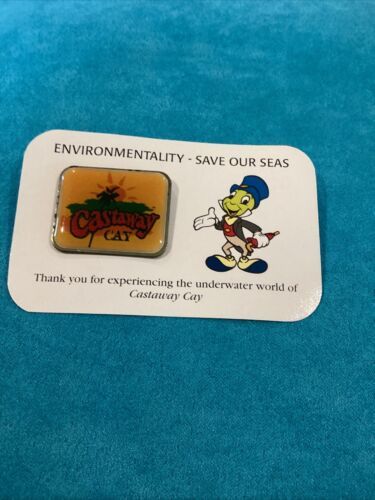 ENVIRONMENTALITY - SAVE OUR SEAS
Castaway
CAY
Thank you for experiencing the underwater world of
Castaway Cay